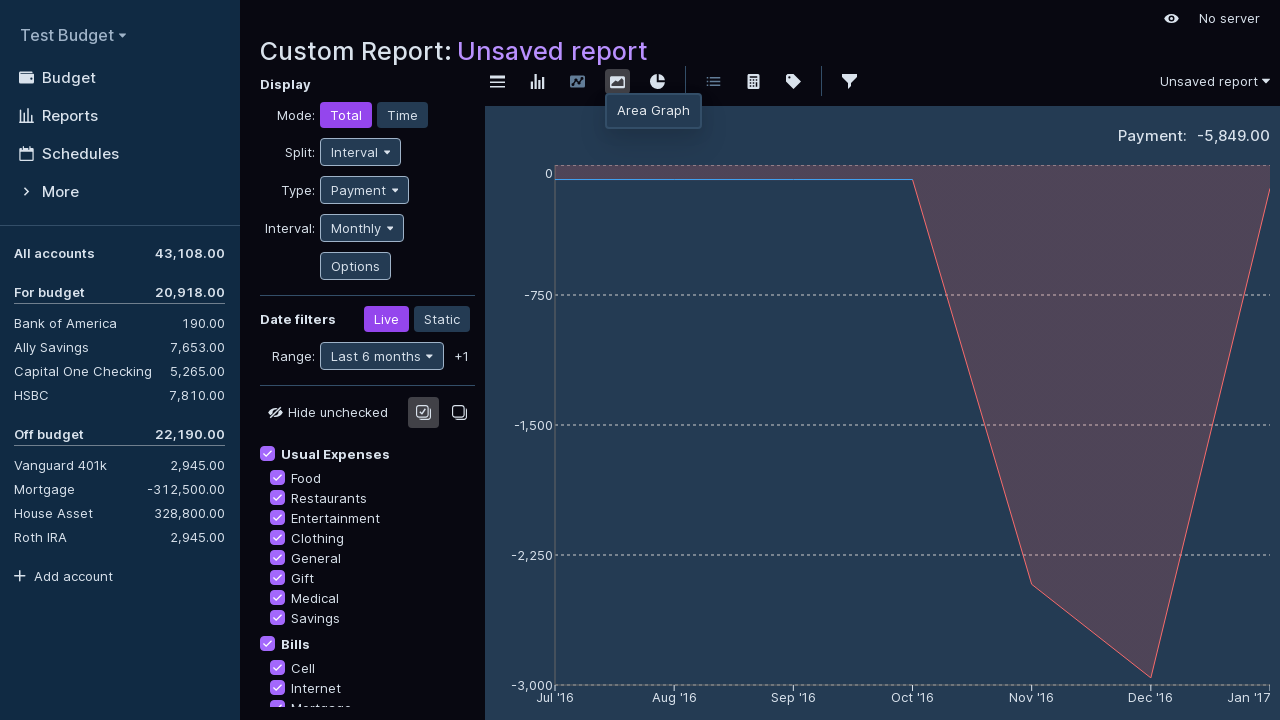 Test Budget
Budget
Reports
Schedules
More
All accounts 43,108.00
For budget 20,918.00
Bank of America 190.00
Ally Savings 7,653.00
Capital One Checking 5,265.00
HSBC 7,810.00
Off budget 22,190.00
Vanguard 401k 2,945.00
Mortgage -312,500.00
House Asset 328,800.00
Roth IRA 2,945.00
Add account
No server
Custom Report: Unsaved report
Display
Mode: Total Time
Split: Interval
Type: Payment
Interval: Monthly
Options
Date filters Live Static
Range: Last 6 months +1
Hide unchecked
Usual Expenses
Food
Restaurants
Entertainment
Clothing
General
Gift
Medical
Savings
Bills
Cell
Internet
Mortgage
Unsaved report
Area Graph
Payment: -5,849.00
0
-750
-1,500
-2,250
-3,000
Jul '16 Aug '16 Sep '16 Oct '16 Nov '16 Dec '16 Jan '17